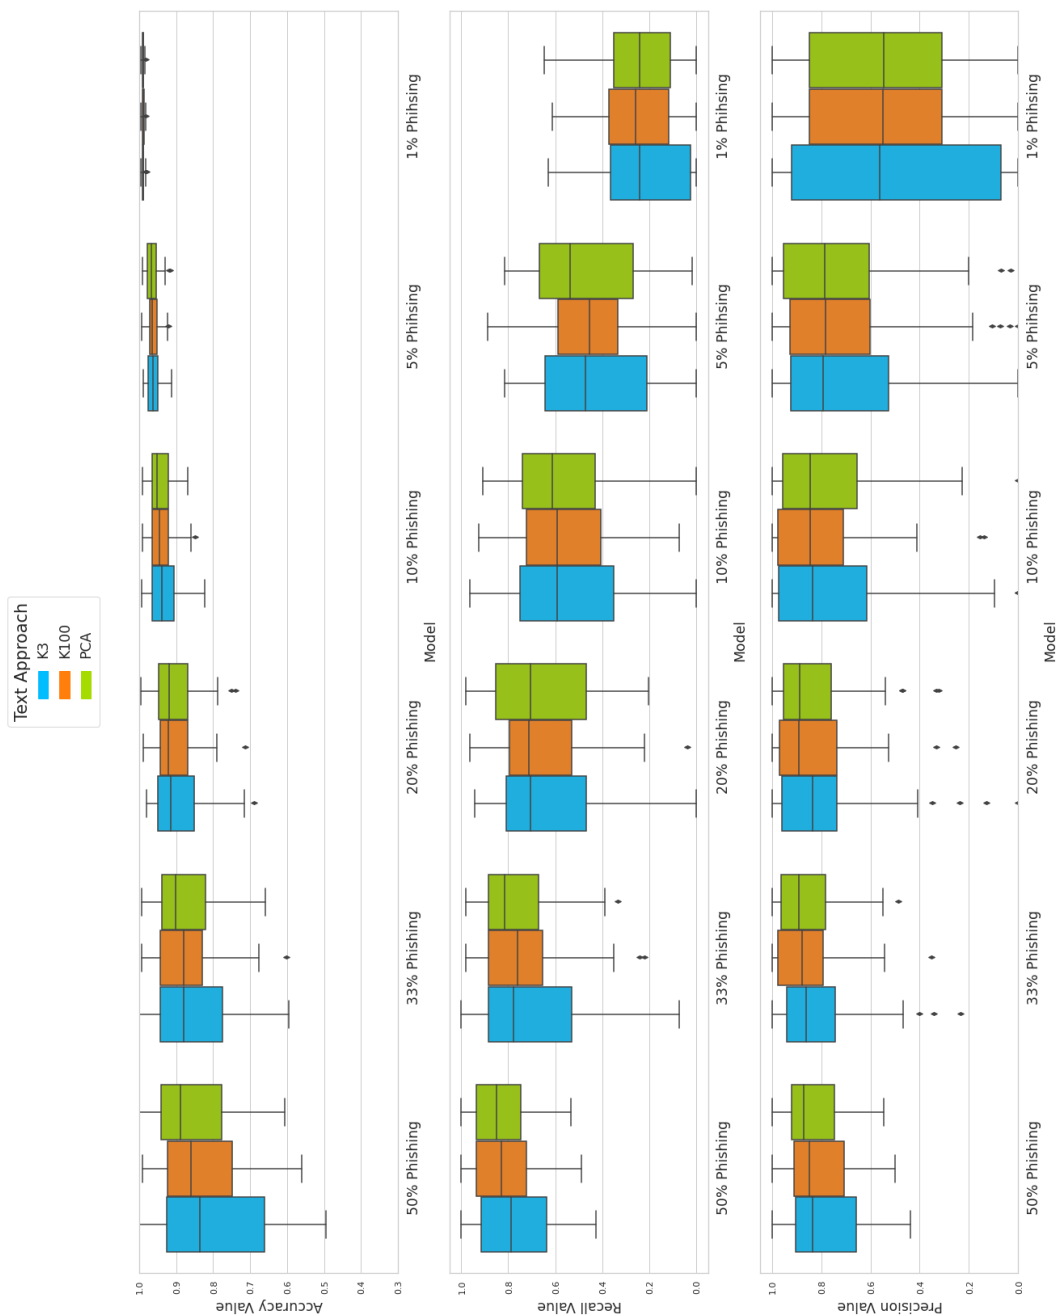 Text Approach
K3
K100
PCA
1.0
0.9
0.8
0.7
0.6
0.5
0.4
0.3
Accuracy Value
50% Phishing
33% Phishing
20% Phishing
10% Phishing
5% Phihsing
1% Phihsing
Model
1.0
0.8
0.6
0.4
0.2
0.0
Recall Value
50% Phishing
33% Phishing
20% Phishing
10% Phishing
5% Phihsing
1% Phihsing
Model
1.0
0.8
0.6
0.4
0.2
0.0
Precision Value
50% Phishing
33% Phishing
20% Phishing
10% Phishing
5% Phihsing
1% Phihsing
Model